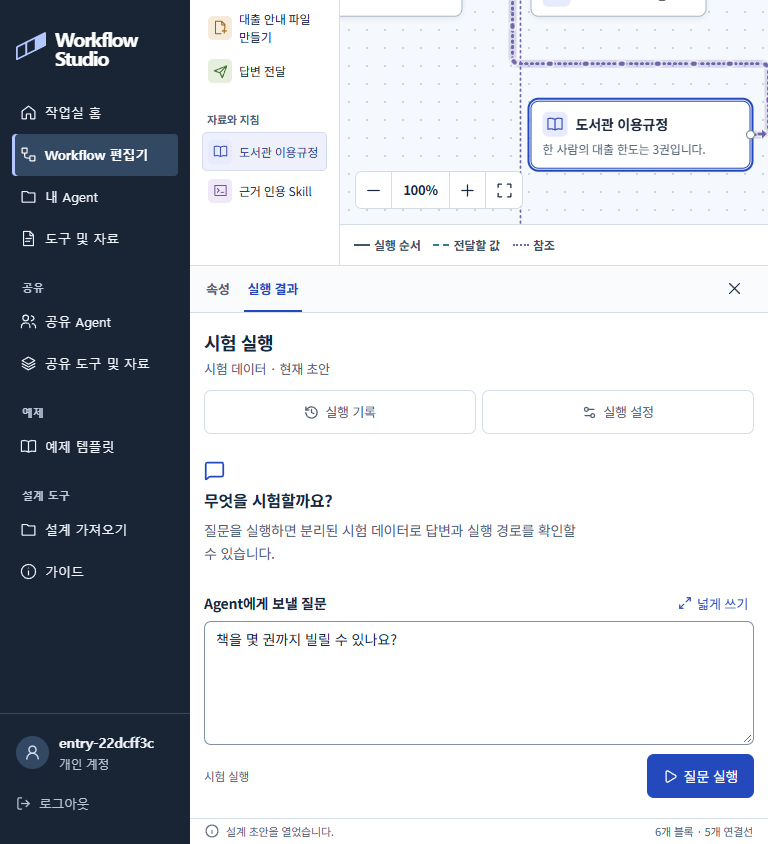 Workflow
Studio
작업실 홈
Workflow 편집기
내 Agent
도구 및 자료
공유
공유 Agent
공유 도구 및 자료
예제
예제 템플릿
설계 도구
설계 가져오기
가이드
entry-22dcff3c
개인 계정
로그아웃
대출 안내 파일
만들기
답변 전달
자료와 지침
도서관 이용규정
근거 인용 Skill
도서관 이용규정
한 사람의 대출 한도는 3권입니다.
100%
실행 순서
전달할 값
참조
속성
실행 결과
시험 실행
시험 데이터 · 현재 초안
실행 기록
실행 설정
무엇을 시험할까요?
질문을 실행하면 분리된 시험 데이터로 답변과 실행 경로를 확인할
수 있습니다.
Agent에게 보낼 질문
넓게 쓰기
책을 몇 권까지 빌릴 수 있나요?
시험 실행
질문 실행
설계 초안을 열었습니다.
6개 블록 · 5개 연결선